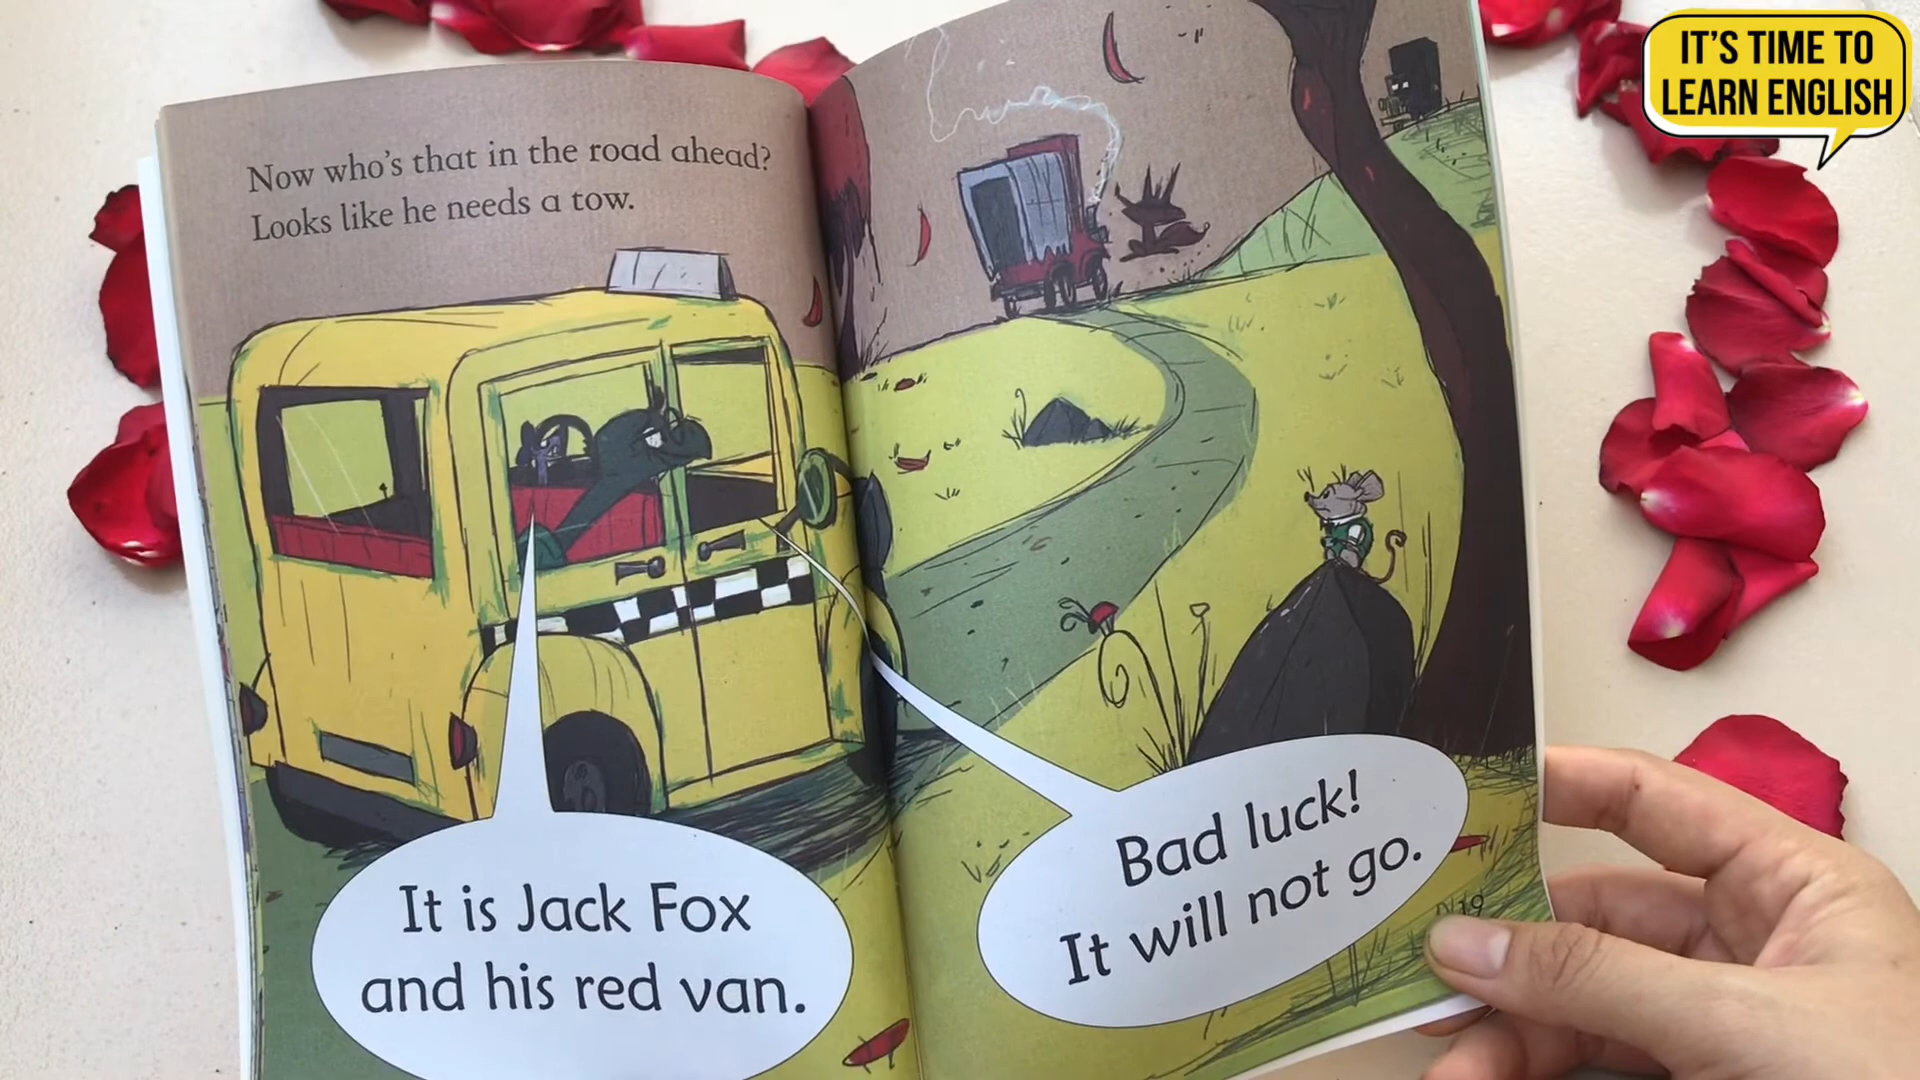 IT'S TIME TO
LEARN ENGLISH
Now who's that in the road ahead?
Looks like he needs a tow.
It is Jack Fox
and his red van.
Bad luck!
It will not go.
19